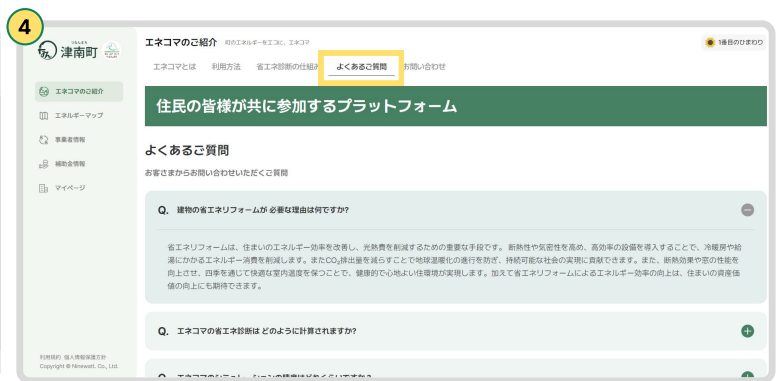 4
つなんまち
津南町
エネコマのご紹介
町のエネルギーをエコに、エネコマ
1番目のひまわり
エネコマとは 利用方法 省エネ診断の仕組み よくあるご質問 お問い合わせ
エネコマのご紹介
エネルギーマップ
事業者情報
補助金情報
マイページ
住民の皆様が共に参加するプラットフォーム
よくあるご質問
お客さまからお問い合わせいただくご質問
Q. 建物の省エネリフォームが 必要な理由は何ですか?
省エネリフォームは、住まいのエネルギー効率を改善し、光熱費を削減するための重要な手段です。 断熱性や気密性を高め、高効率の設備を導入することで、冷暖房や給
湯にかかるエネルギー消費を削減します。またCO₂排出量を減らすことで地球温暖化の進行を防ぎ、持続可能な社会の実現に貢献できます。また、断熱効果や窓の性能を
向上させ、四季を通じて快適な室内温度を保つことで、健康的で心地よい住環境が実現します。加えて省エネリフォームによるエネルギー効率の向上は、住まいの資産価
値の向上にも期待できます。
Q. エネコマの省エネ診断は どのように計算されますか?
利用規約 個人情報保護方針
Copyright © Ninewatt. Co., Ltd.